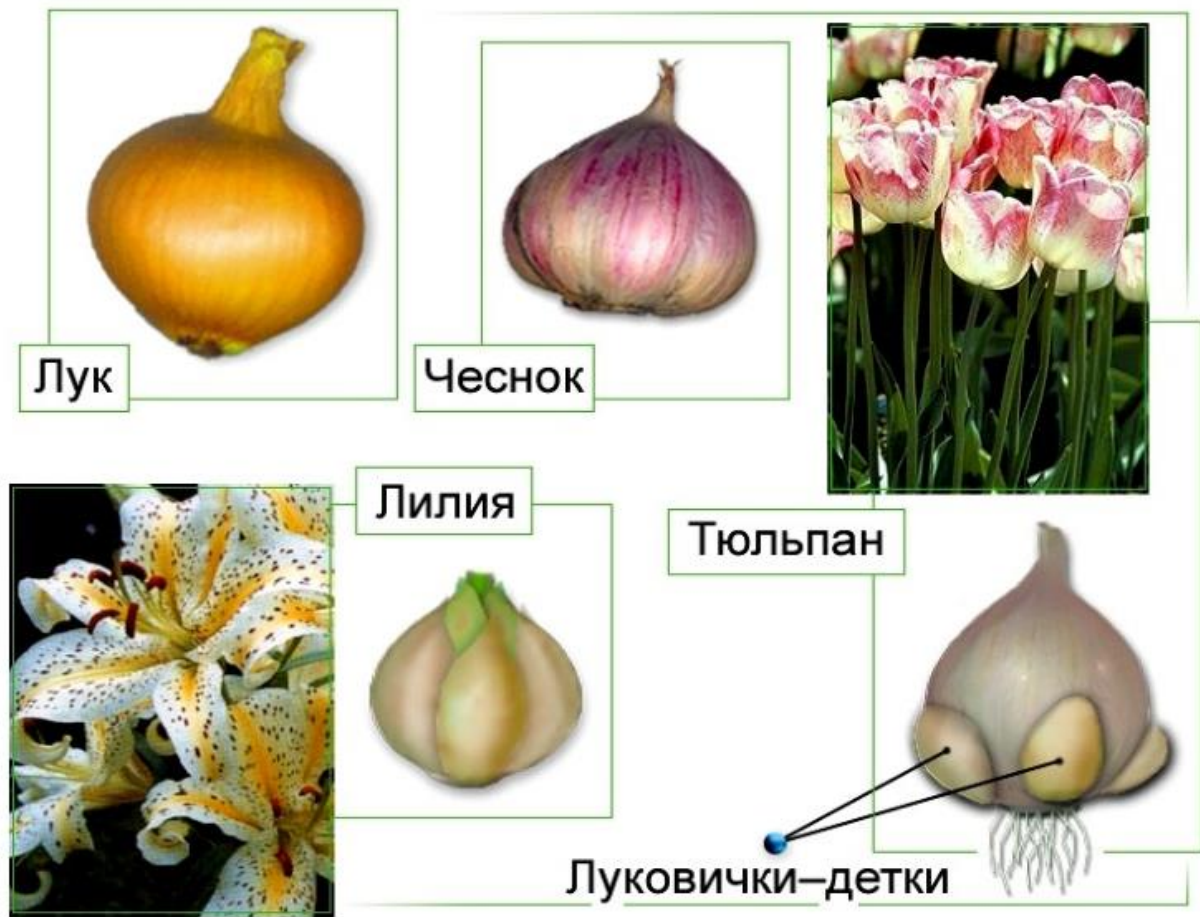 Лук
Чеснок
Лилия
Тюльпан
Луковички–детки